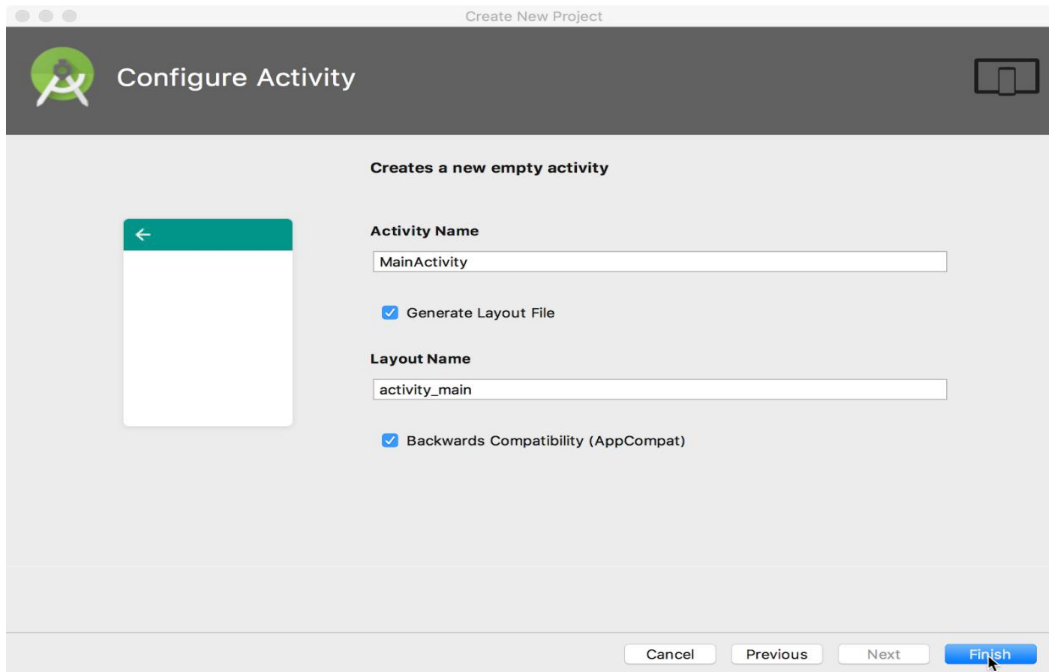 Create New Project
Configure Activity
Creates a new empty activity
Activity Name
MainActivity
Generate Layout File
Layout Name
activity_main
Backwards Compatibility (AppCompat)
Cancel
Previous
Next
Finish